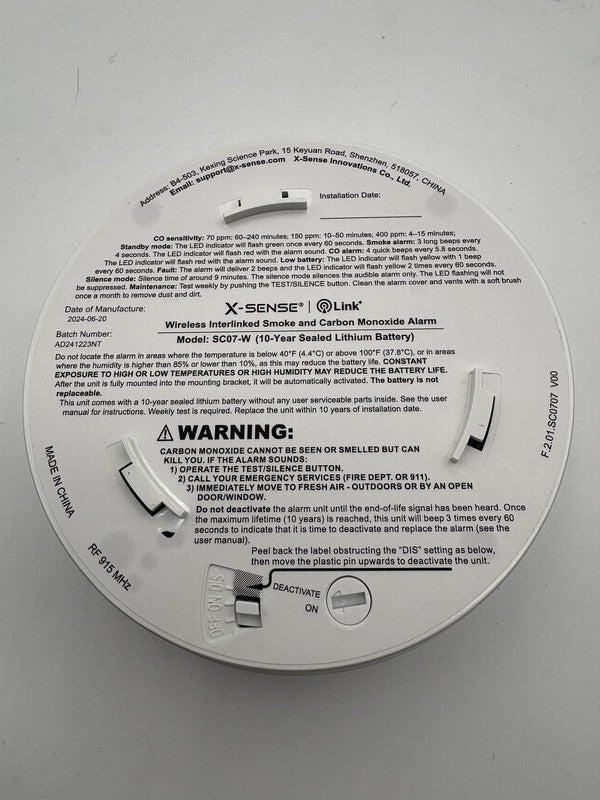 Address: B4-503, Kexing Science Park, 15 Keyuan Road, Shenzhen, 518057, CHINA
Email: support@x-sense.com X-Sense Innovations Co., Ltd.
Installation Date:
CO sensitivity: 70 ppm: 60–240 minutes; 150 ppm: 10–50 minutes; 400 ppm: 4–15 minutes;
Standby mode: The LED indicator will flash green once every 60 seconds. Smoke alarm: 3 long beeps every
4 seconds. The LED indicator will flash red with the alarm sound. CO alarm: 4 quick beeps every 5.8 seconds.
The LED indicator will flash red with the alarm sound. Low battery: The LED indicator will flash yellow with 1 beep
every 60 seconds. Fault: The alarm will deliver 2 beeps and the LED indicator will flash yellow 2 times every 60 seconds.
Silence mode: Silence time of around 9 minutes. The silence mode silences the audible alarm only. The LED flashing will not
be suppressed. Maintenance: Test weekly by pushing the TEST/SILENCE button. Clean the alarm cover and vents with a soft brush
once a month to remove dust and dirt.
Date of Manufacture:
2024-06-20
X-SENSE® | Link+
Wireless Interlinked Smoke and Carbon Monoxide Alarm
Batch Number:
AD241223NT
Model: SC07-W (10-Year Sealed Lithium Battery)
Do not locate the alarm in areas where the temperature is below 40°F (4.4°C) or above 100°F (37.8°C), or in areas
where the humidity is higher than 85% or lower than 10%, as this may reduce the battery life. CONSTANT
EXPOSURE TO HIGH OR LOW TEMPERATURES OR HIGH HUMIDITY MAY REDUCE THE BATTERY LIFE.
After the unit is fully mounted into the mounting bracket, it will be automatically activated. The battery is not
replaceable.
This unit comes with a 10-year sealed lithium battery without any user serviceable parts inside. See the user
manual for instructions. Weekly test is required. Replace the unit within 10 years of installation date.
WARNING:
CARBON MONOXIDE CANNOT BE SEEN OR SMELLED BUT CAN
KILL YOU. IF THE ALARM SOUNDS:
1) OPERATE THE TEST/SILENCE BUTTON.
2) CALL YOUR EMERGENCY SERVICES (FIRE DEPT. OR 911).
3) IMMEDIATELY MOVE TO FRESH AIR - OUTDOORS OR BY AN OPEN
DOOR/WINDOW.
Do not deactivate the alarm unit until the end-of-life signal has been heard. Once
the maximum lifetime (10 years) is reached, this unit will beep 3 times every 60
seconds to indicate that it is time to deactivate and replace the alarm (see the
user manual).
Peel back the label obstructing the "DIS" setting as below,
then move the plastic pin upwards to deactivate the unit.
DEACTIVATE
ON
OFF ON DIS
MADE IN CHINA
RF 915 MHz
F.2.01.SC0707 V00